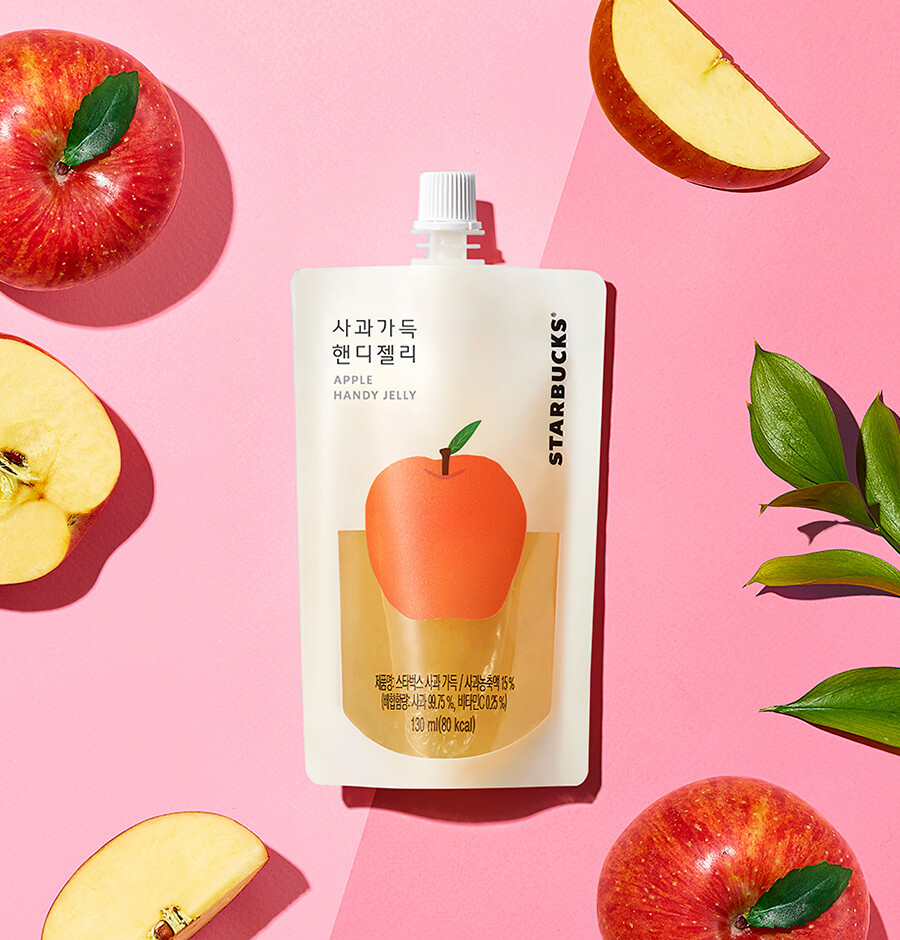 사과가득
핸디젤리
APPLE
HANDY JELLY
STARBUCKS®
제품명: 스타벅스 사과 가득 / 사과농축액 15 %
(배합함량: 사과 99.75 %, 비타민C 0.25 %)
130 ml(80 kcal)